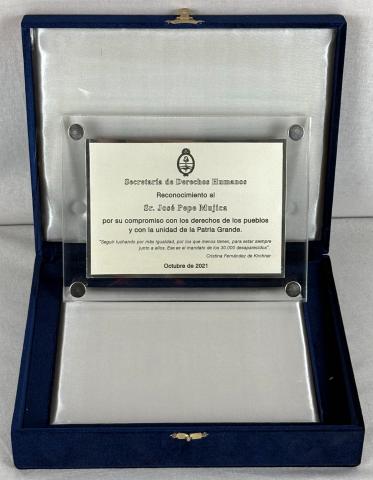 Secretaría de Derechos Humanos
Reconocimiento al
Sr. José Pepe Mujica
por su compromiso con los derechos de los pueblos
y con la unidad de la Patria Grande.
"Seguir luchando por más igualdad, por los que menos tienen, para estar siempre
junto a ellos. Ese es el mandato de los 30.000 desaparecidos".
Cristina Fernández de Kirchner
Octubre de 2021